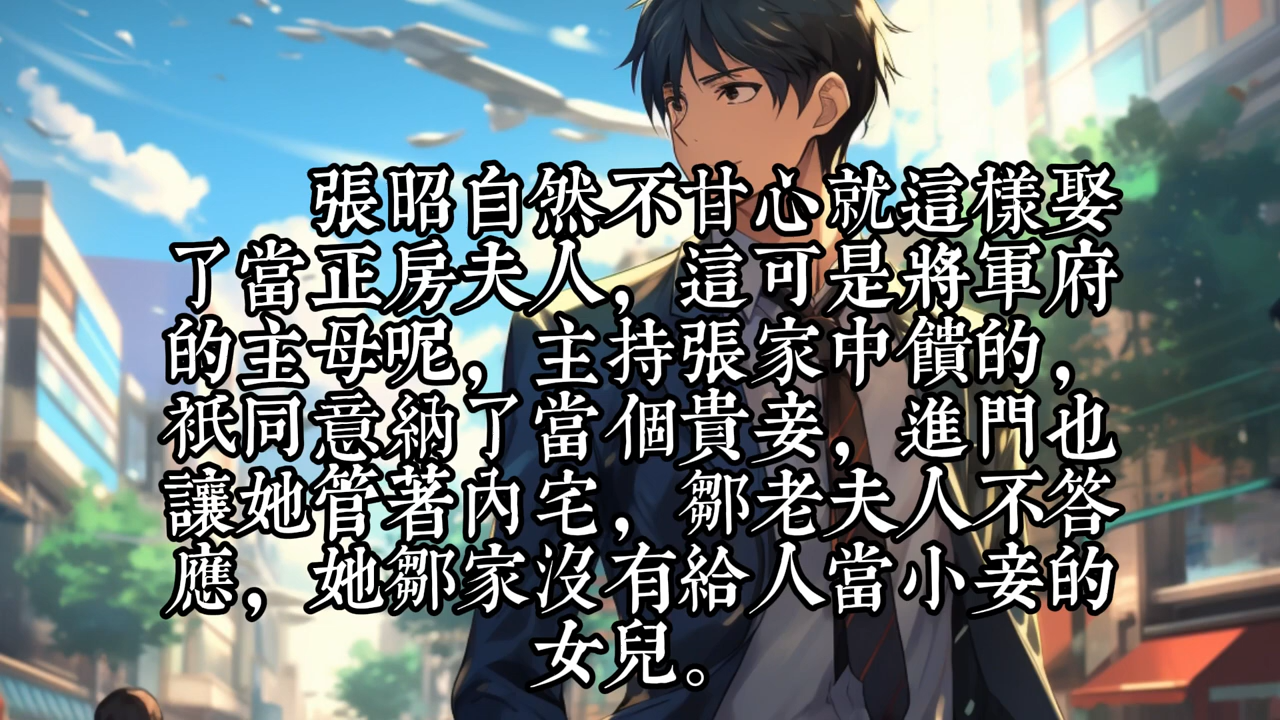 張昭自然不甘心就這樣娶
了當正房夫人，這可是將軍府
的主母呢，主持張家中饋的，
衹同意納了當個貴妾，進門也
讓她管著內宅，鄒老夫人不答
應，她鄒家沒有給人當小妾的
女兒。